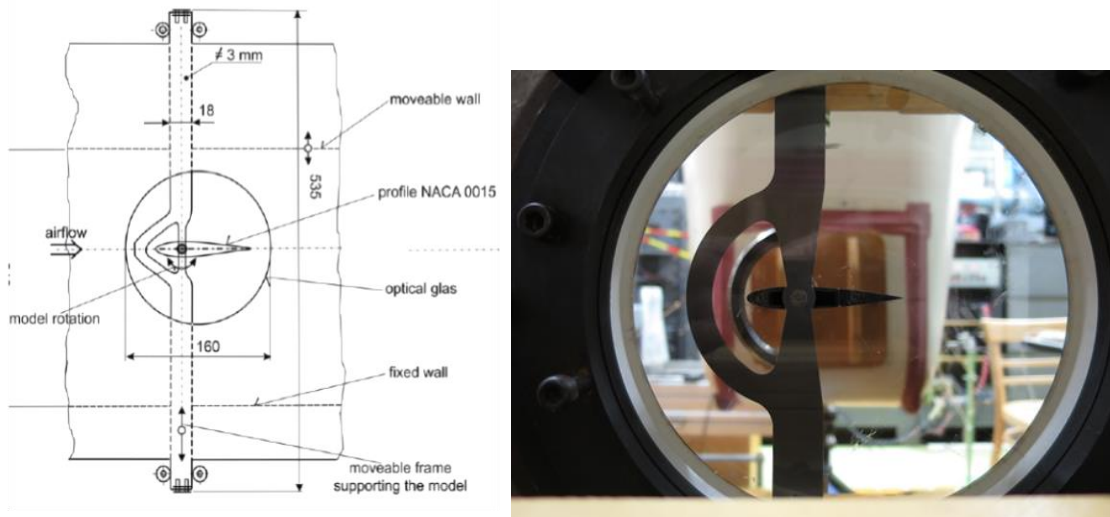 ≠ 3 mm
moveable wall
18
535
profile NACA 0015
airflow
optical glas
model rotation
160
fixed wall
moveable frame
supporting the model